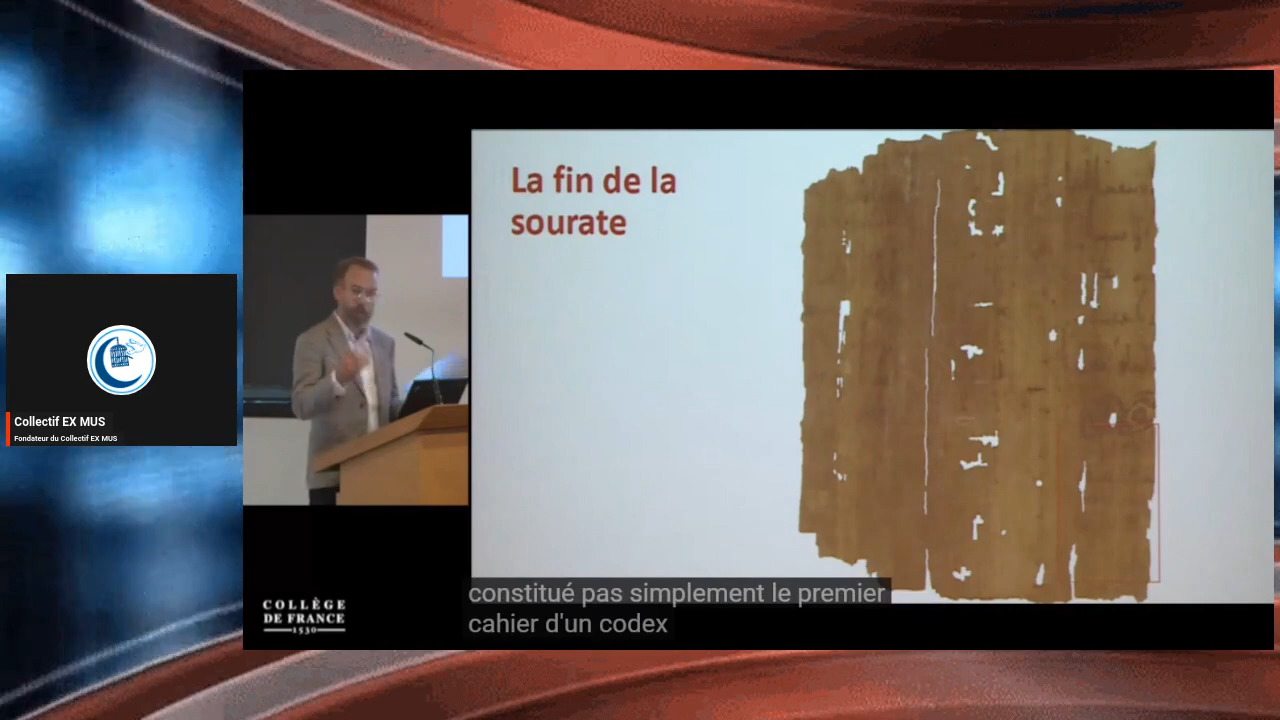 La fin de la
sourate
Collectif EX MUS
Fondateur du Collectif EX MUS
constitué pas simplement le premier
cahier d'un codex
COLLÈGE
DE FRANCE
1530